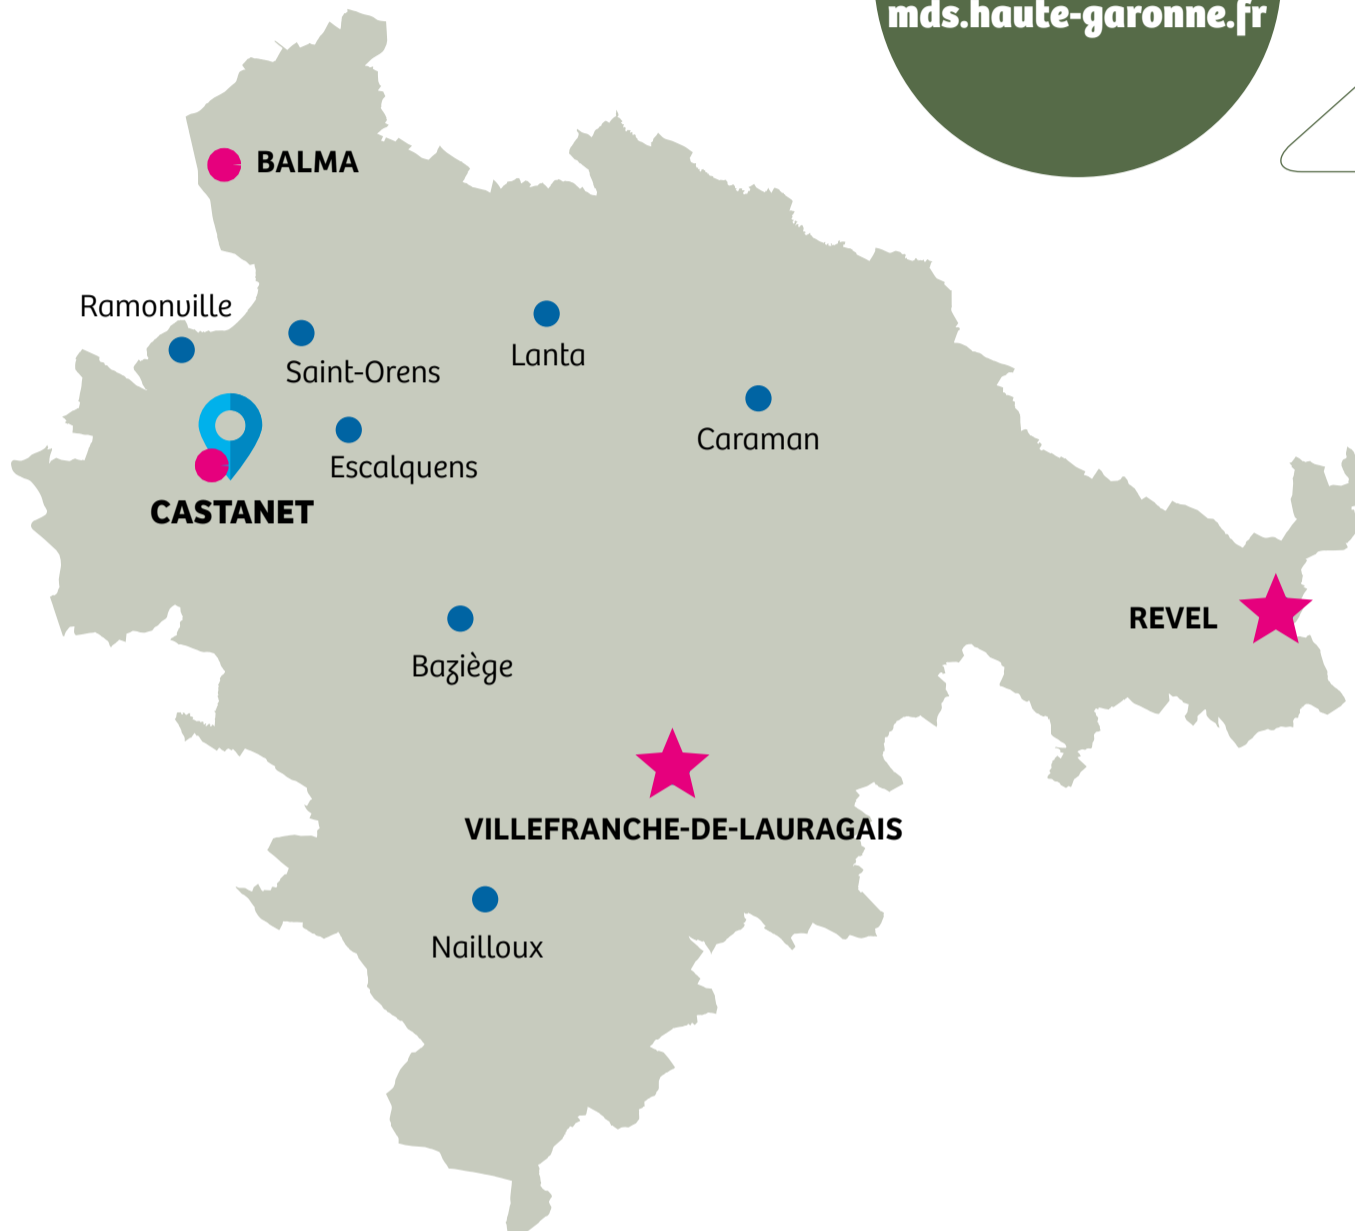 mds.haute-garonne.fr
BALMA
Ramonville
Saint-Orens
Lanta
Caraman
Escalquens
CASTANET
REVEL
Baziège
VILLEFRANCHE-DE-LAURAGAIS
Nailloux